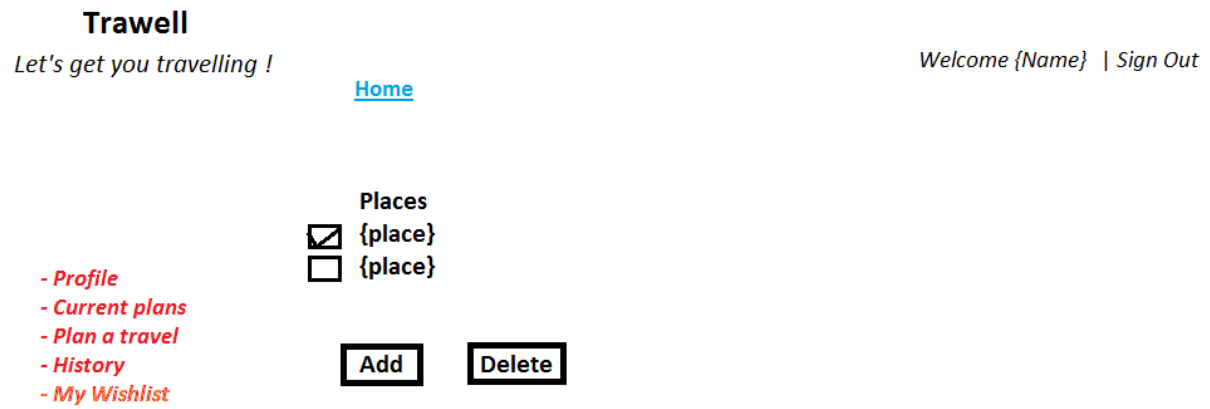 Trawell
Let's get you travelling !
Welcome {Name} | Sign Out
Home
Places
{place}
{place}
- Profile
- Current plans
- Plan a travel
- History
- My Wishlist
Add
Delete